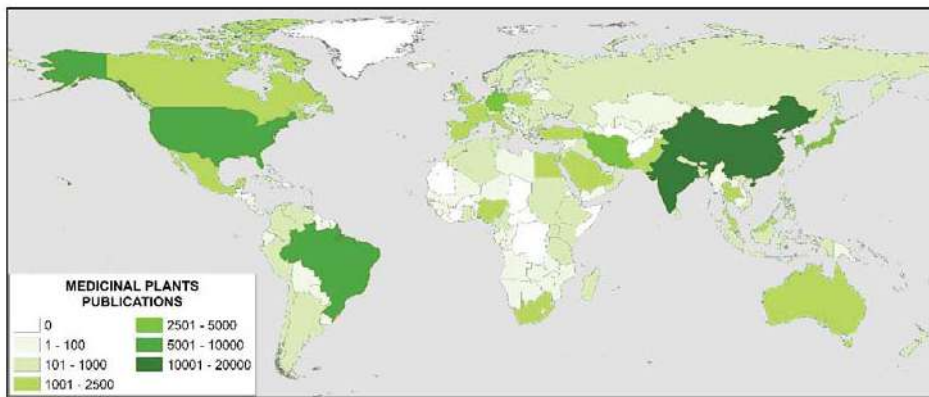 MEDICINAL PLANTS
PUBLICATIONS
0
1 - 100
101 - 1000
1001 - 2500
2501 - 5000
5001 - 10000
10001 - 20000